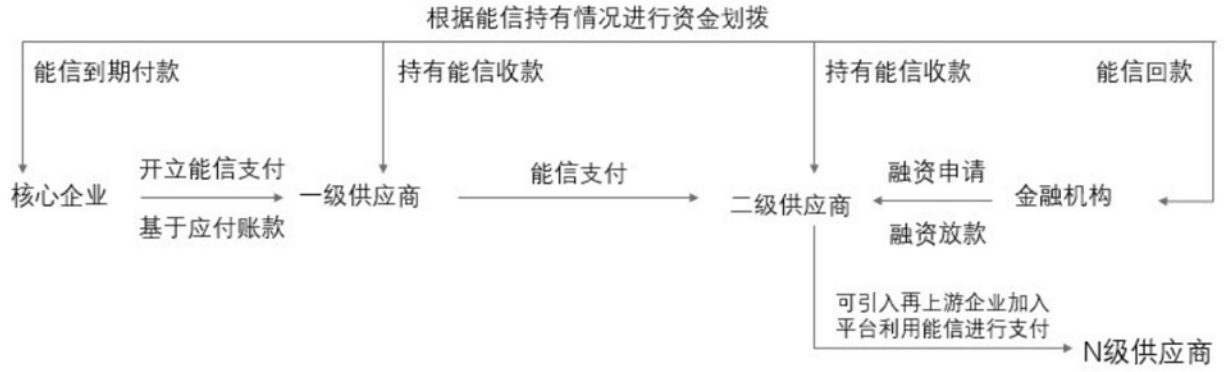 根据能信持有情况进行资金划拨
能信到期付款
持有能信收款
持有能信收款
能信回款
开立能信支付
能信支付
融资申请
核心企业
一级供应商
二级供应商
金融机构
基于应付账款
融资放款
可引入再上游企业加入
平台利用能信进行支付
N级供应商